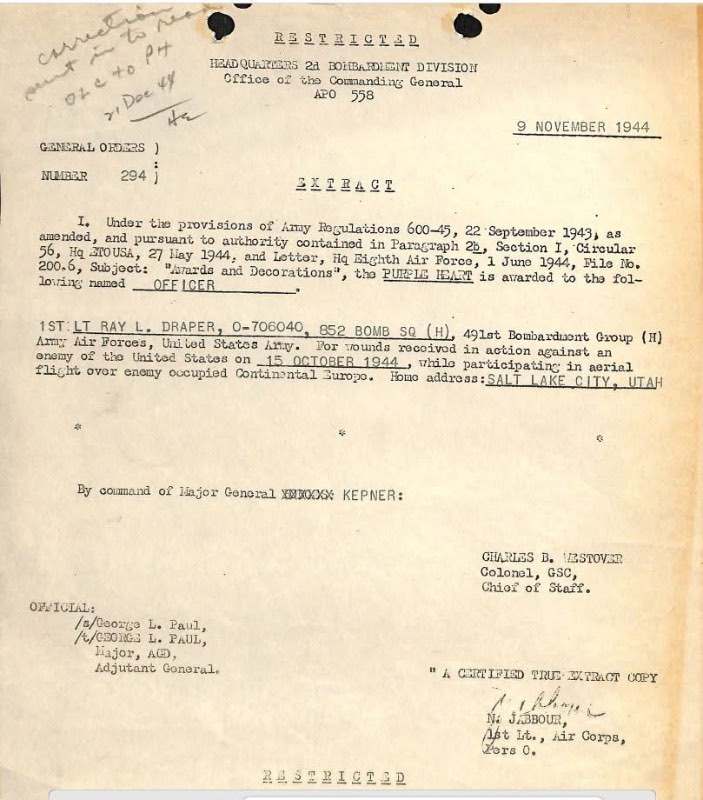 correction
sent in to read
OLC to PH
21 Dec 44
R E S T R I C T E D
HEADQUARTERS 2d BOMBARDMENT DIVISION
Office of the Commanding General
APO 558
9 NOVEMBER 1944
GENERAL ORDERS )
:
NUMBER 294 )
E X T R A C T
I. Under the provisions of Army Regulations 600-45, 22 September 1943, as
amended, and pursuant to authority contained in Paragraph 2b, Section I, Circular
56, Hq ETOUSA, 27 May 1944, and Letter, Hq Eighth Air Force, 1 June 1944, File No.
200.6, Subject: "Awards and Decorations", the PURPLE HEART is awarded to the fol-
lowing named OFFICER .
1ST LT RAY L. DRAPER, O-706040, 852 BOMB SQ (H), 491st Bombardment Group (H)
Army Air Forces, United States Army. For wounds received in action against an
enemy of the United States on 15 OCTOBER 1944 , while participating in aerial
flight over enemy occupied Continental Europe. Home address: SALT LAKE CITY, UTAH
* * *
By command of Major General XXXXXXX KEPNER:
CHARLES B. WESTOVER
Colonel, GSC,
Chief of Staff.
OFFICIAL:
/s/George L. Paul,
/t/GEORGE L. PAUL,
Major, AGD,
Adjutant General.
" A CERTIFIED TRUE EXTRACT COPY
N. JABBOUR,
1st Lt., Air Corps,
Pers O.
R E S T R I C T E D